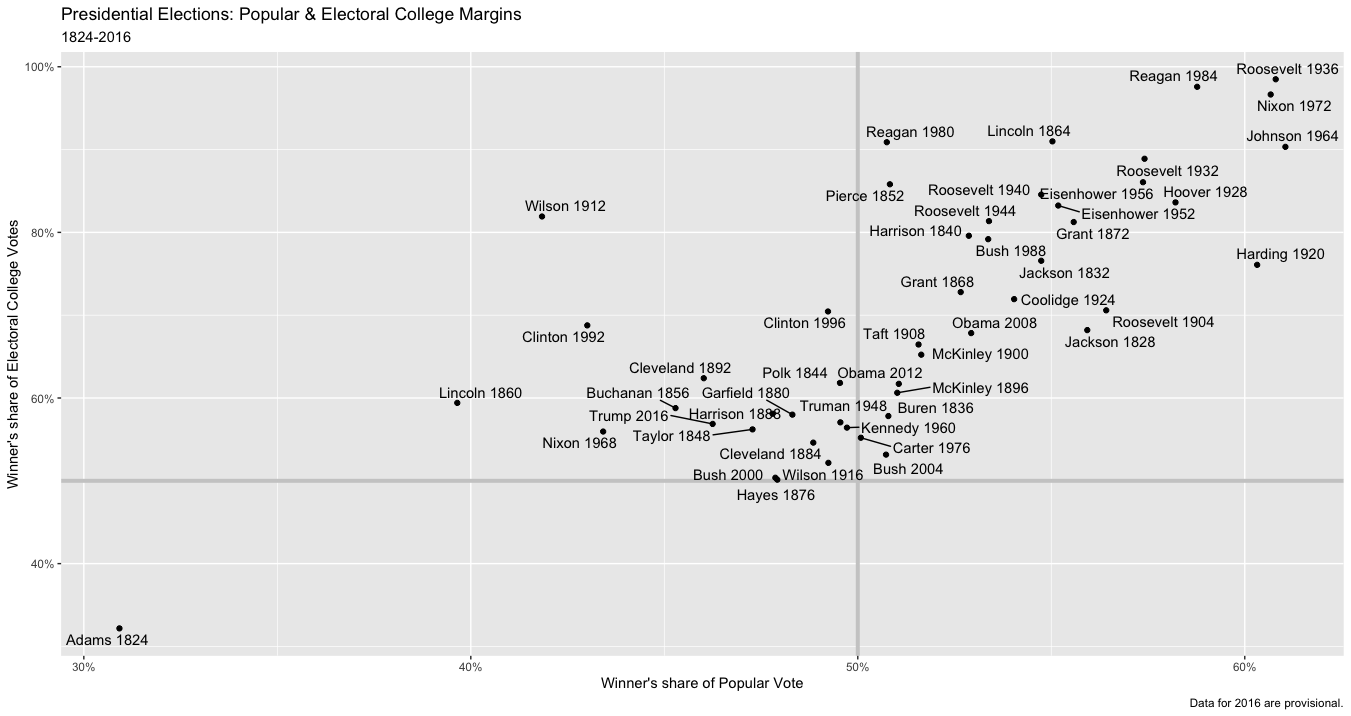 Presidential Elections: Popular & Electoral College Margins
1824-2016
100%
Roosevelt 1936
Reagan 1984
Nixon 1972
Reagan 1980
Lincoln 1864
Johnson 1964
Roosevelt 1932
Pierce 1852
Roosevelt 1940
Eisenhower 1956
Hoover 1928
Wilson 1912
Roosevelt 1944
Eisenhower 1952
80%
Harrison 1840
Grant 1872
Bush 1988
Harding 1920
Jackson 1832
Grant 1868
Coolidge 1924
Clinton 1996
Obama 2008
Roosevelt 1904
Clinton 1992
Taft 1908
Jackson 1828
McKinley 1900
Cleveland 1892
Polk 1844
Obama 2012
McKinley 1896
Lincoln 1860
Buchanan 1856
Garfield 1880
60%
Truman 1948
Buren 1836
Trump 2016
Harrison 1888
Kennedy 1960
Nixon 1968
Taylor 1848
Carter 1976
Cleveland 1884
Bush 2004
Bush 2000
Wilson 1916
Hayes 1876
40%
Adams 1824
Winner's share of Electoral College Votes
30%
40%
50%
60%
Winner's share of Popular Vote
Data for 2016 are provisional.